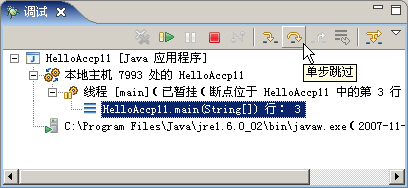 调试
HelloAccp11 [Java 应用程序]
本地主机 7993 处的 HelloAccp11
单步跳过
线程 [main](已暂挂(断点位于 HelloAccp11 中的第 3 行
HelloAccp11.main(String[]) 行: 3
C:\Program Files\Java\jre1.6.0_02\bin\javaw.exe(2007-11-